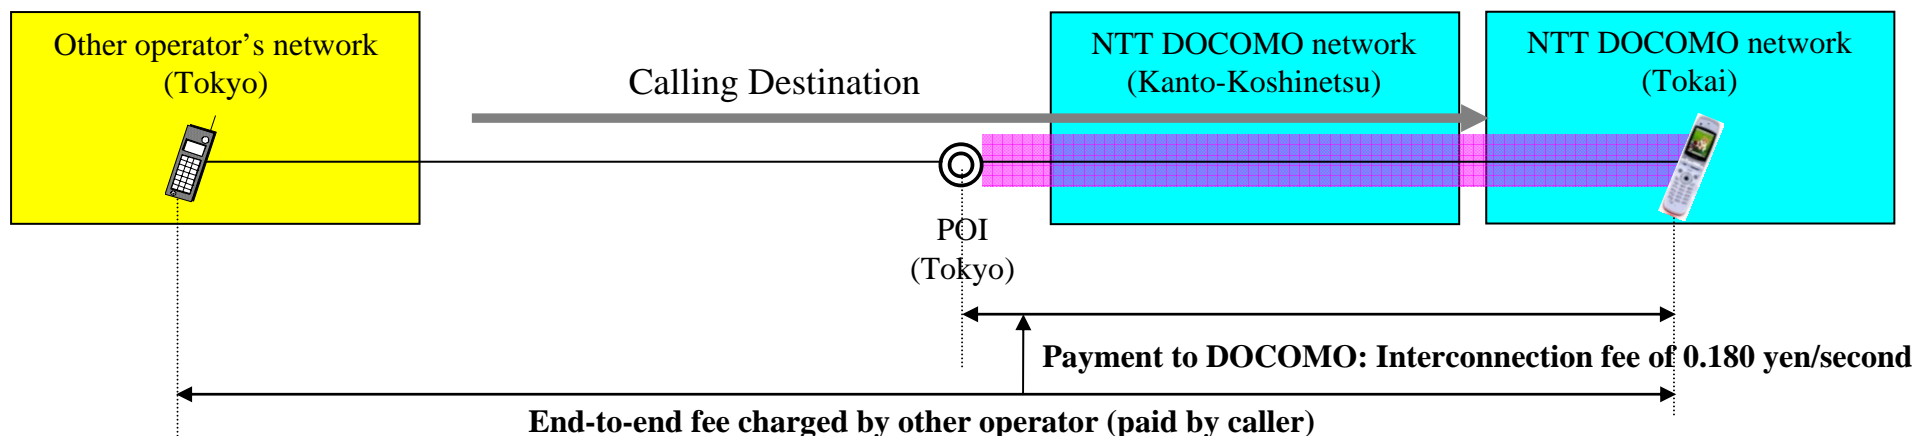 Other operator’s network
(Tokyo)
Calling Destination
NTT DOCOMO network
(Kanto-Koshinetsu)
NTT DOCOMO network
(Tokai)
POI
(Tokyo)
Payment to DOCOMO: Interconnection fee of 0.180 yen/second
End-to-end fee charged by other operator (paid by caller)